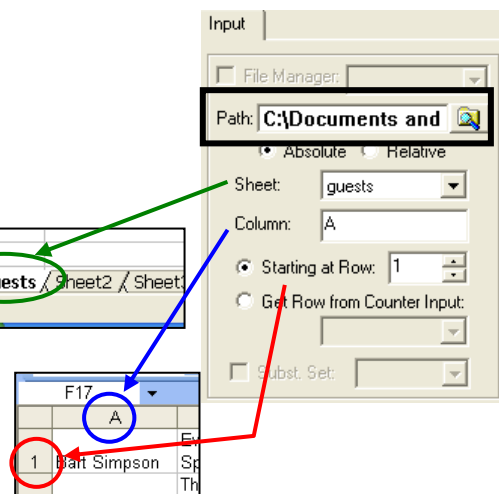 Input
File Manager:
Path: C:\Documents and
Absolute Relative
Sheet: guests
Column: A
Starting at Row: 1
Get Row from Counter Input:
Subst. Set:
Sheet2 Sheet
F17
A
1 Bart Simpson Sp
Th